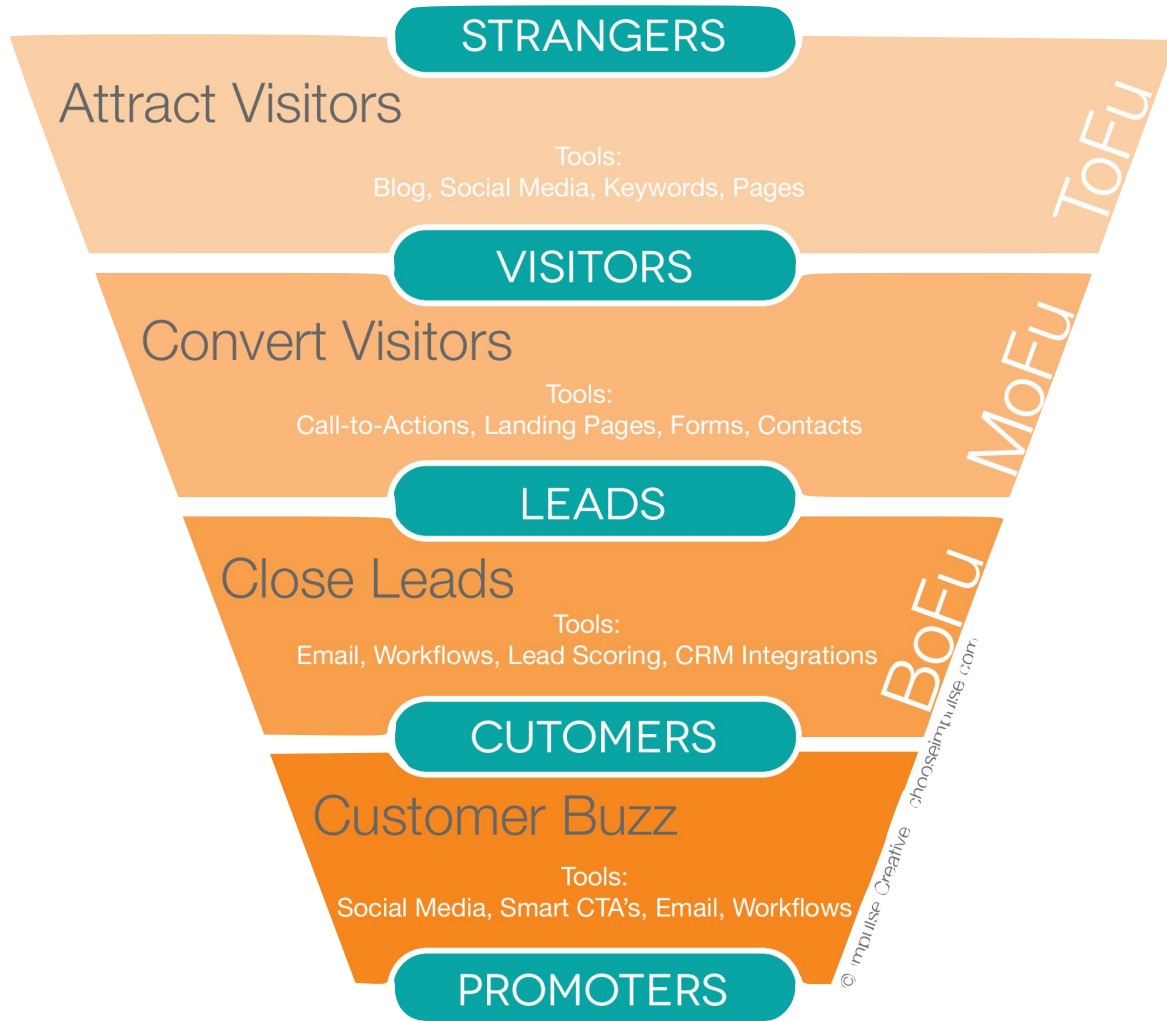 STRANGERS
Attract Visitors
Tools:
Blog, Social Media, Keywords, Pages
ToFu
VISITORS
Convert Visitors
Tools:
Call-to-Actions, Landing Pages, Forms, Contacts
MoFu
LEADS
Close Leads
Tools:
Email, Workflows, Lead Scoring, CRM Integrations
BoFu
CUTOMERS
Customer Buzz
Tools:
Social Media, Smart CTA's, Email, Workflows
PROMOTERS
© Impulse Creative chooseimpulse.com